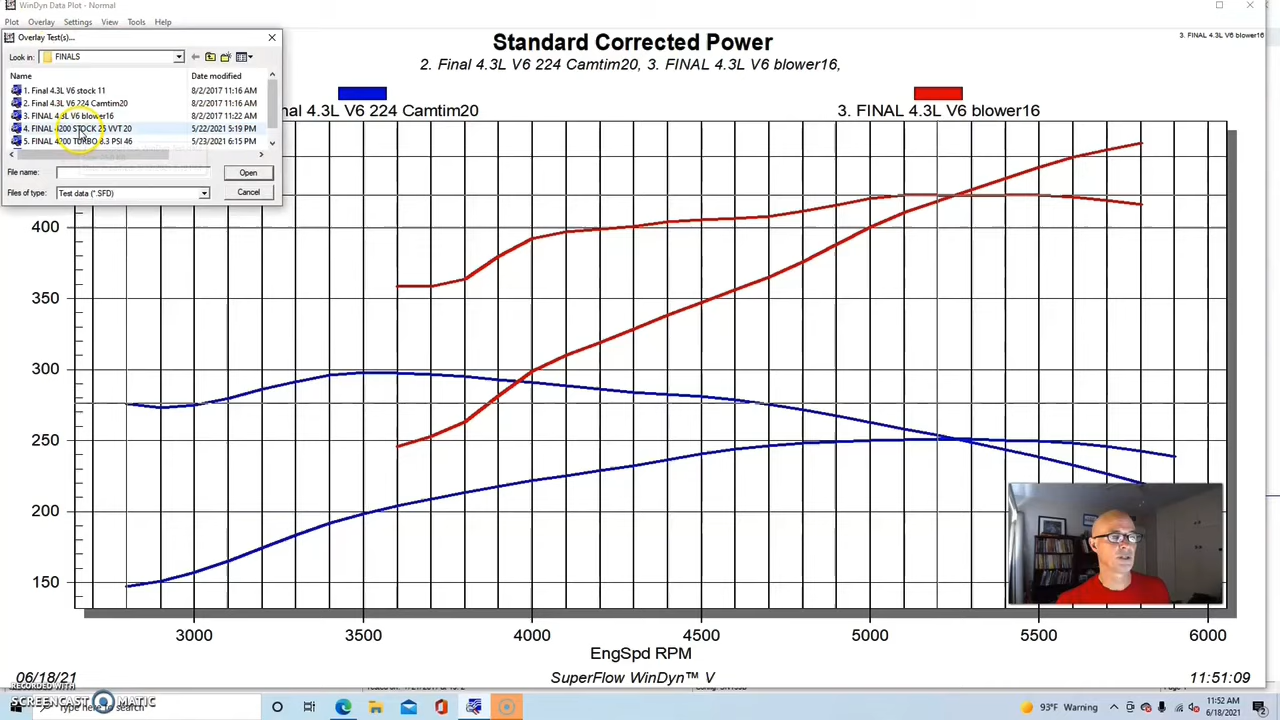 WinDyn Data Plot - Normal
Plot Overlay Settings View Tools Help
Overlay Test(s)...
Look in: FINALS
Name Date modified
1. Final 4.3L V6 stock 11 8/2/2017 11:16 AM
2. Final 4.3L V6 224 Camtim20 8/2/2017 11:16 AM
3. FINAL 4.3L V6 blower16 8/2/2017 11:22 AM
4. FINAL 4200 STOCK 25 VVT 20 5/22/2021 5:19 PM
5. FINAL 4200 TURBO 8.3 PSI 46 5/23/2021 6:15 PM
File name: Open
Files of type: Test data (*.SFD) Cancel
Standard Corrected Power
2. Final 4.3L V6 224 Camtim20, 3. FINAL 4.3L V6 blower16,
3. FINAL 4.3L V6 blower16
nal 4.3L V6 224 Camtim20
3. FINAL 4.3L V6 blower16
400
350
300
250
200
150
3000 3500 4000 4500 5000 5500 6000
EngSpd RPM
06/18/21 SuperFlow WinDyn™ V 11:51:09
RECORDED WITH
SCREENCAST MATIC
93°F Warning
11:52 AM
6/18/2021
2